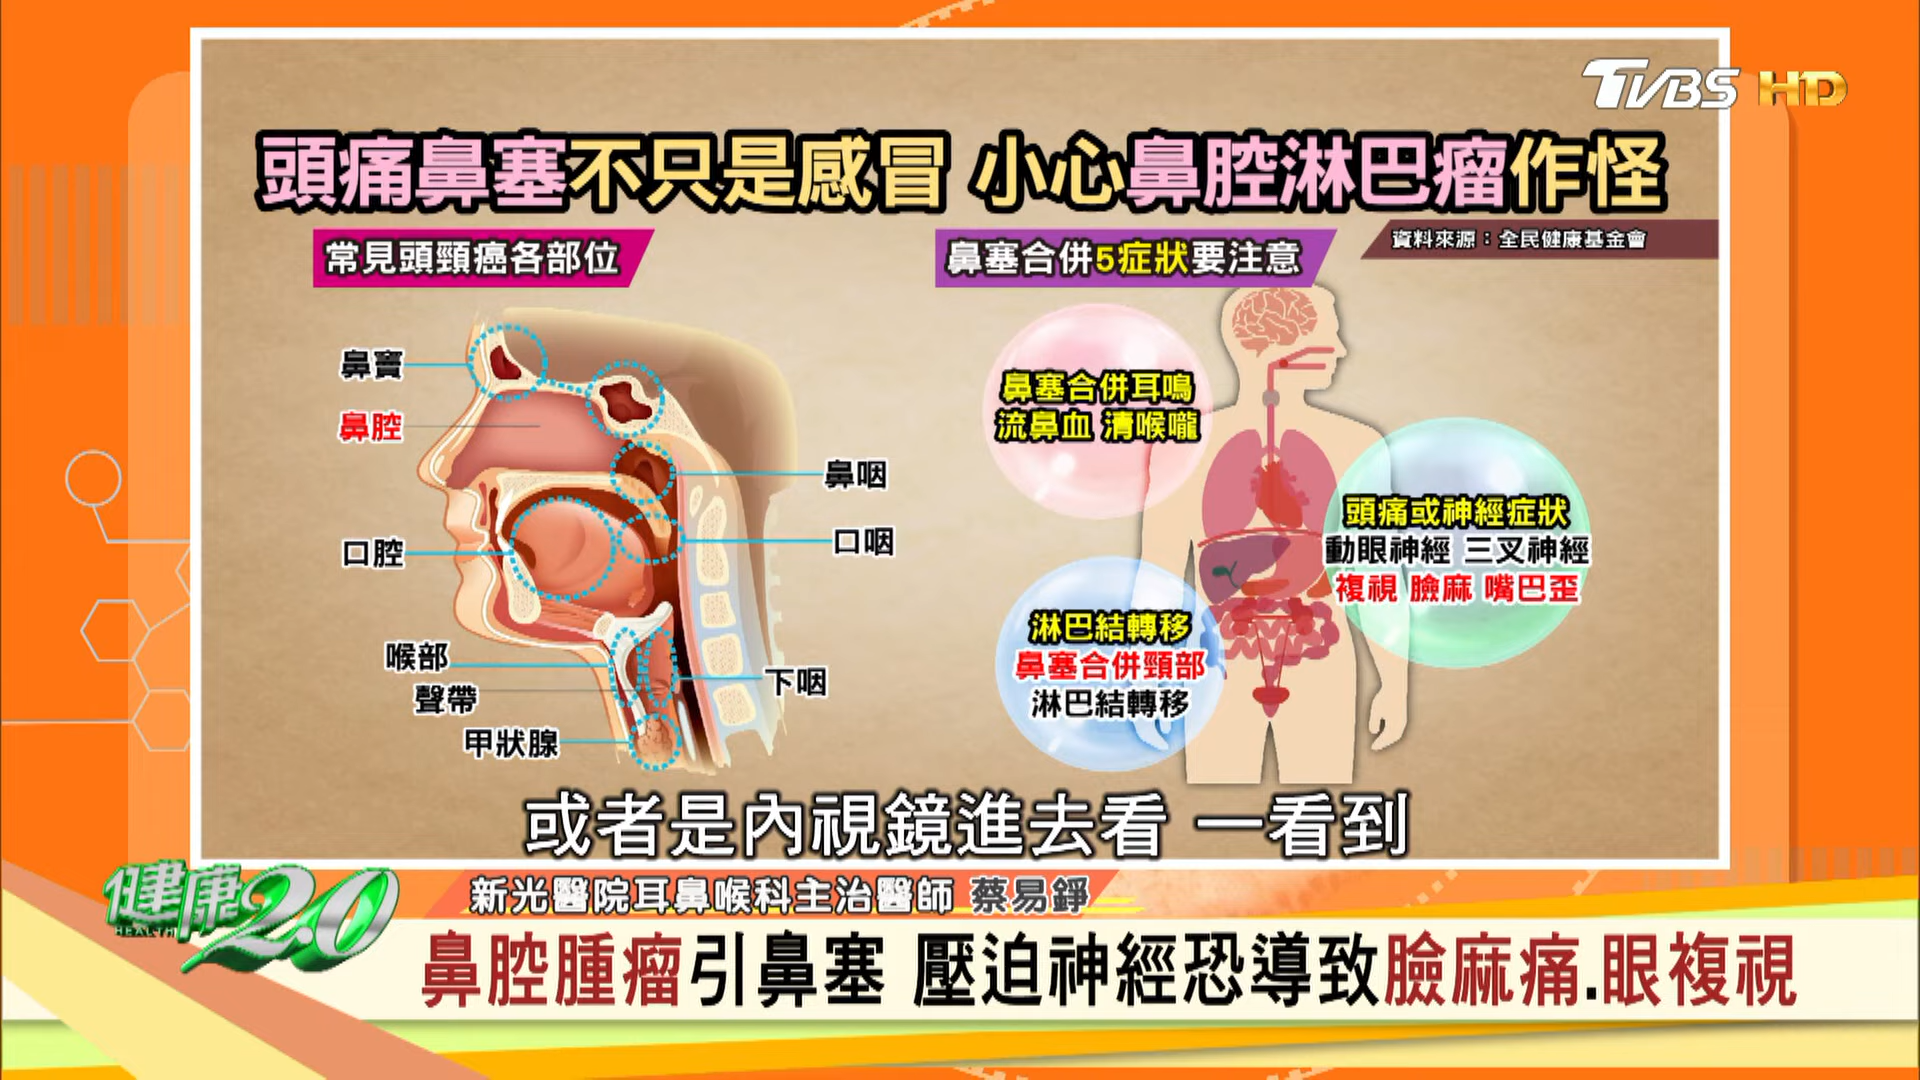 TVBS HD
頭痛鼻塞不只是感冒 小心鼻腔淋巴瘤作怪
資料來源：全民健康基金會
常見頭頸癌各部位
鼻塞合併5症狀要注意
鼻竇
鼻腔
口腔
喉部
聲帶
甲狀腺
鼻咽
口咽
下咽
鼻塞合併耳鳴
流鼻血 清喉嚨
頭痛或神經症狀
動眼神經 三叉神經
複視 臉麻 嘴巴歪
淋巴結轉移
鼻塞合併頸部
淋巴結轉移
或者是內視鏡進去看 一看到
健康2.0
HEALTH
新光醫院耳鼻喉科主治醫師 蔡易錚
鼻腔腫瘤引鼻塞 壓迫神經恐導致臉麻痛.眼複視